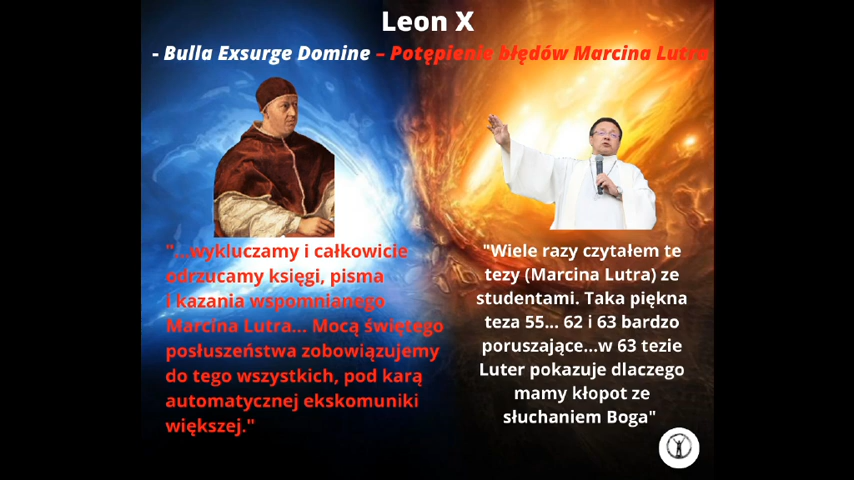 Leon X
- Bulla Exsurge Domine – Potępienie błędów Marcina Lutra
"...wykluczamy i całkowicie
odrzucamy księgi, pisma
i kazania wspomnianego
Marcina Lutra... Mocą świętego
posłuszeństwa zobowiązujemy
do tego wszystkich, pod karą
automatycznej ekskomuniki
większej."
"Wiele razy czytałem te
tezy (Marcina Lutra) ze
studentami. Taka piękna
teza 55... 62 i 63 bardzo
poruszające...w 63 tezie
Luter pokazuje dlaczego
mamy kłopot ze
słuchaniem Boga"